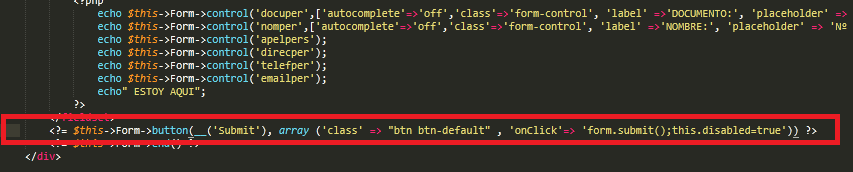 <?php
echo $this->Form->control('docuper',['autocomplete'=>'off','class'=>'form-control', 'label' =>'DOCUMENTO:', 'placeholder' =>
echo $this->Form->control('nomper',['autocomplete'=>'off','class'=>'form-control', 'label' =>'NOMBRE:', 'placeholder' => 'Nº
echo $this->Form->control('apelpers');
echo $this->Form->control('direcper');
echo $this->Form->control('telefper');
echo $this->Form->control('emailper');
echo" ESTOY AQUI";
?>
</fieldset>
<?= $this->Form->button(__('Submit'), array ('class' => "btn btn-default" , 'onClick'=> 'form.submit();this.disabled=true')) ?>
<?= $this->Form->end() ?>
</div>